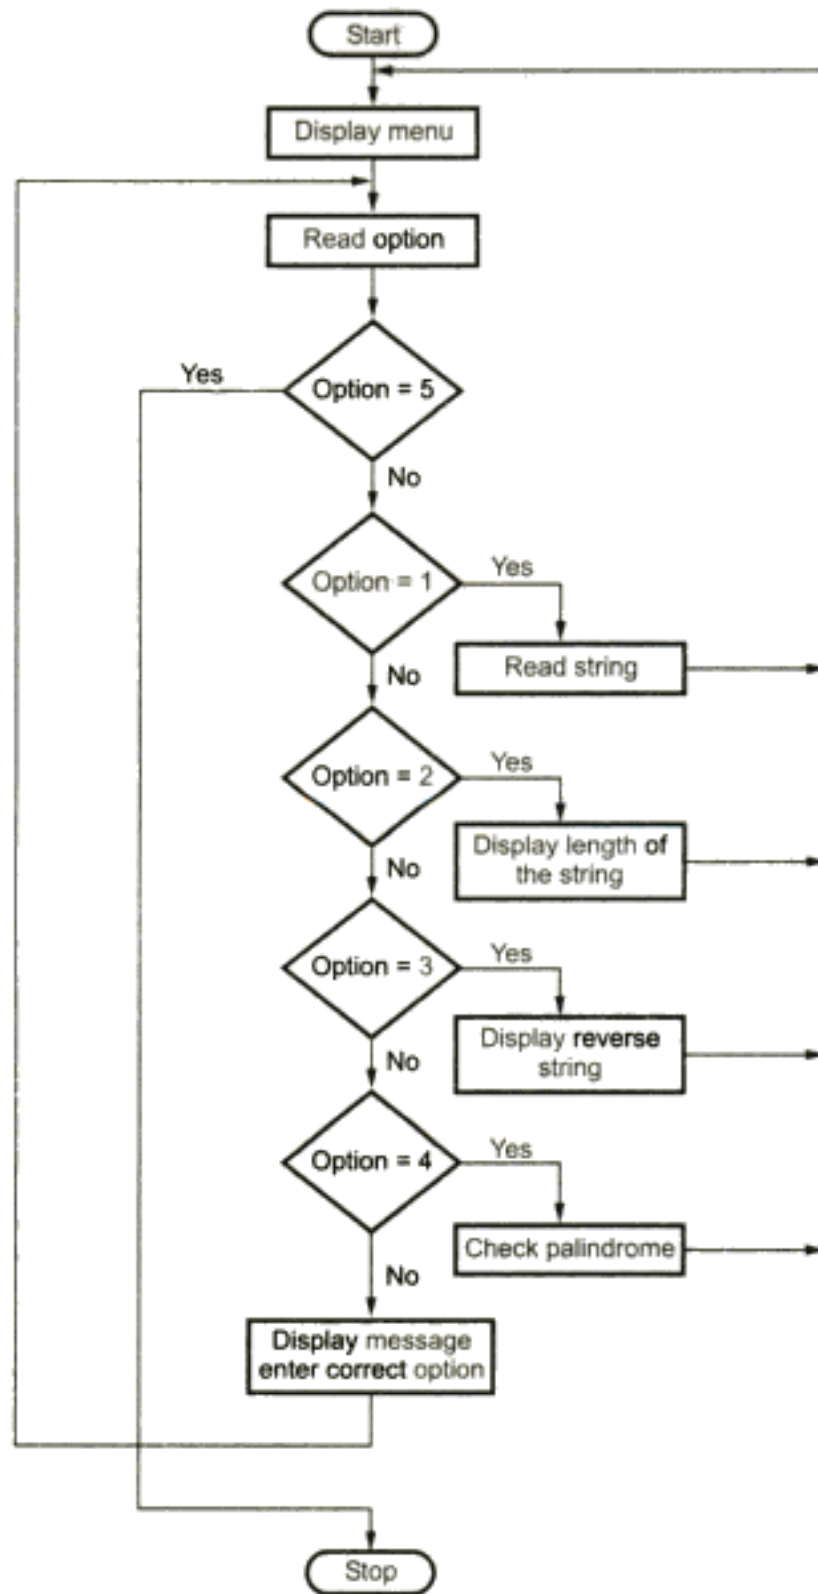 Start
Display menu
Read option
Yes
Option = 5
No
Option = 1
Yes
Read string
No
Option = 2
Yes
Display length of
the string
No
Option = 3
Yes
Display reverse
string
No
Option = 4
Yes
Check palindrome
No
Display message
enter correct option
Stop